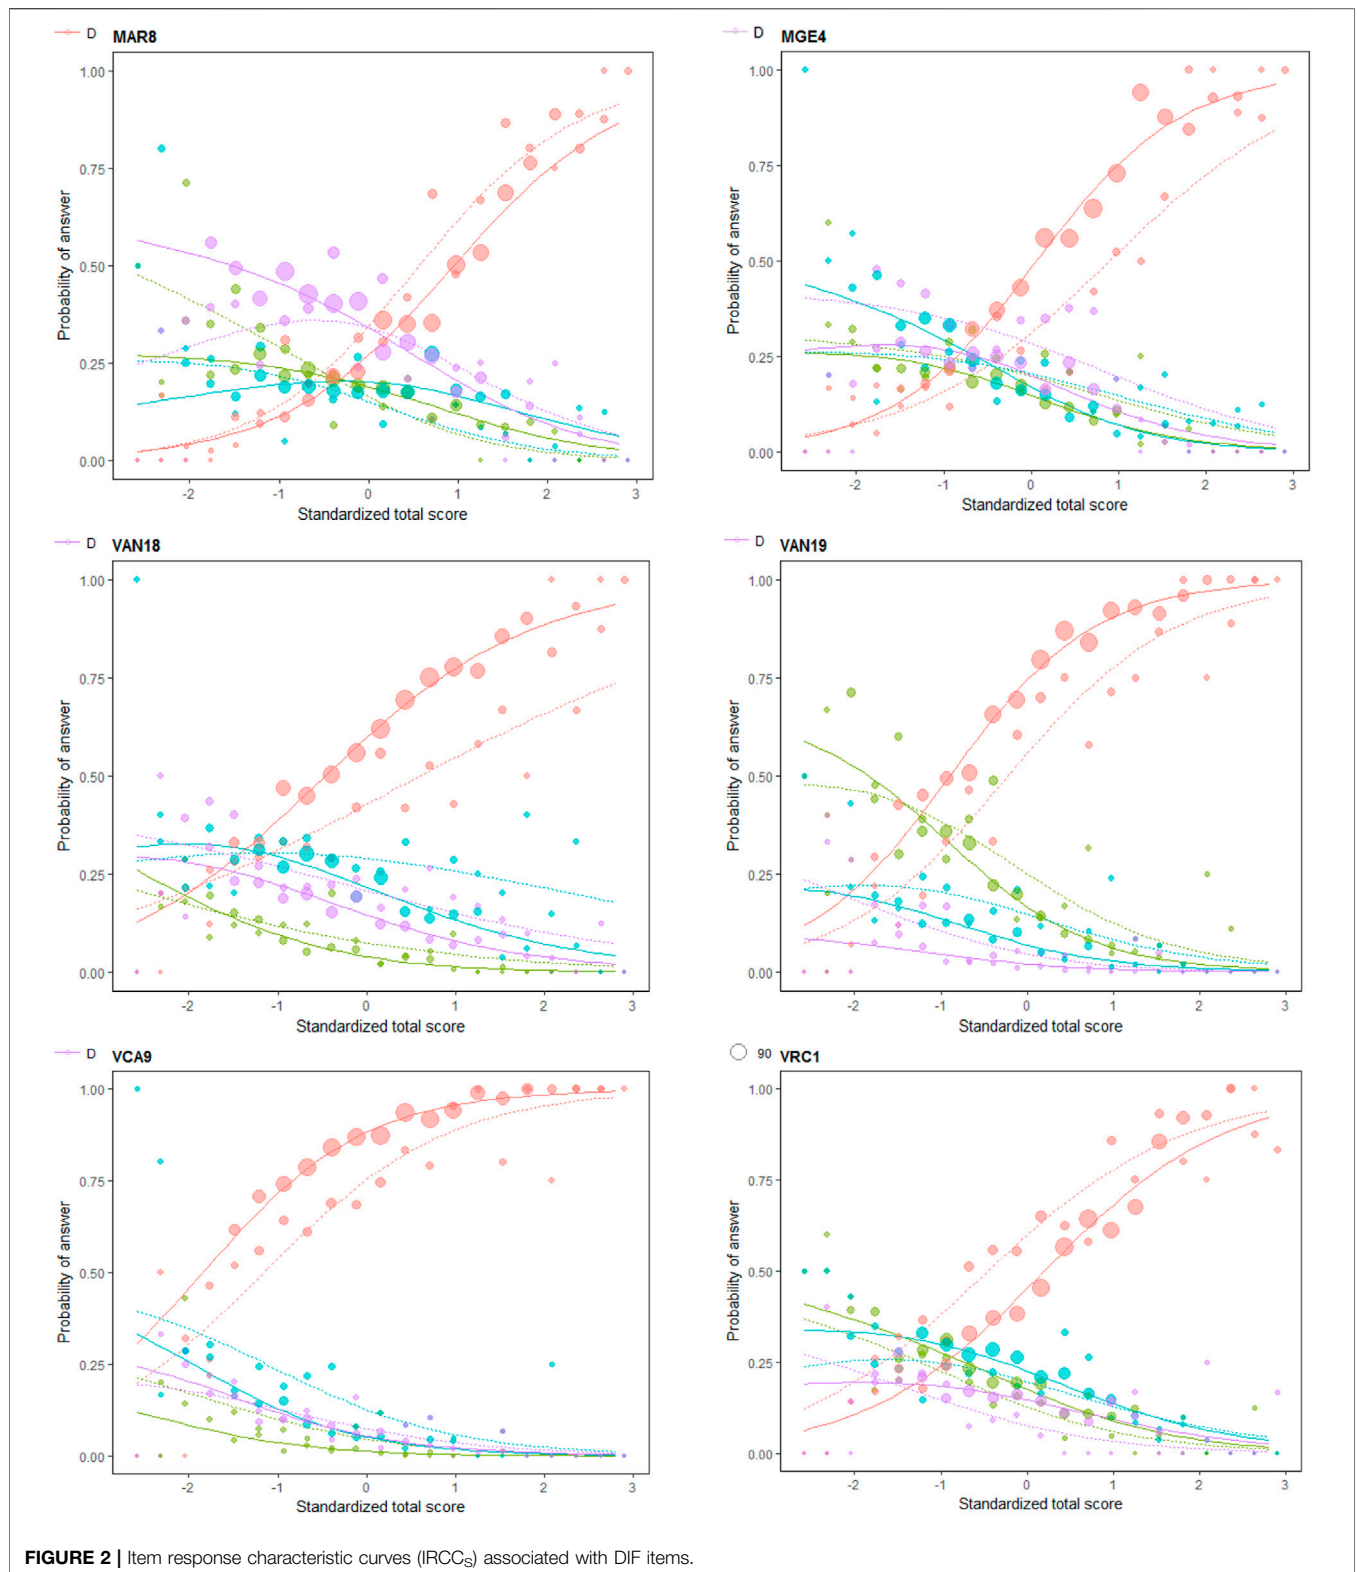 D MAR8
1.00
0.75
0.50
0.25
0.00
Probability of answer
-2 -1 0 1 2 3
Standardized total score
D MGE4
1.00
0.75
0.50
0.25
0.00
Probability of answer
-2 -1 0 1 2 3
Standardized total score
D VAN18
1.00
0.75
0.50
0.25
0.00
Probability of answer
-2 -1 0 1 2 3
Standardized total score
D VAN19
1.00
0.75
0.50
0.25
0.00
Probability of answer
-2 -1 0 1 2 3
Standardized total score
D VCA9
1.00
0.75
0.50
0.25
0.00
Probability of answer
-2 -1 0 1 2 3
Standardized total score
90 VRC1
1.00
0.75
0.50
0.25
0.00
Probability of answer
-2 -1 0 1 2 3
Standardized total score
FIGURE 2 | Item response characteristic curves (IRCCS) associated with DIF items.